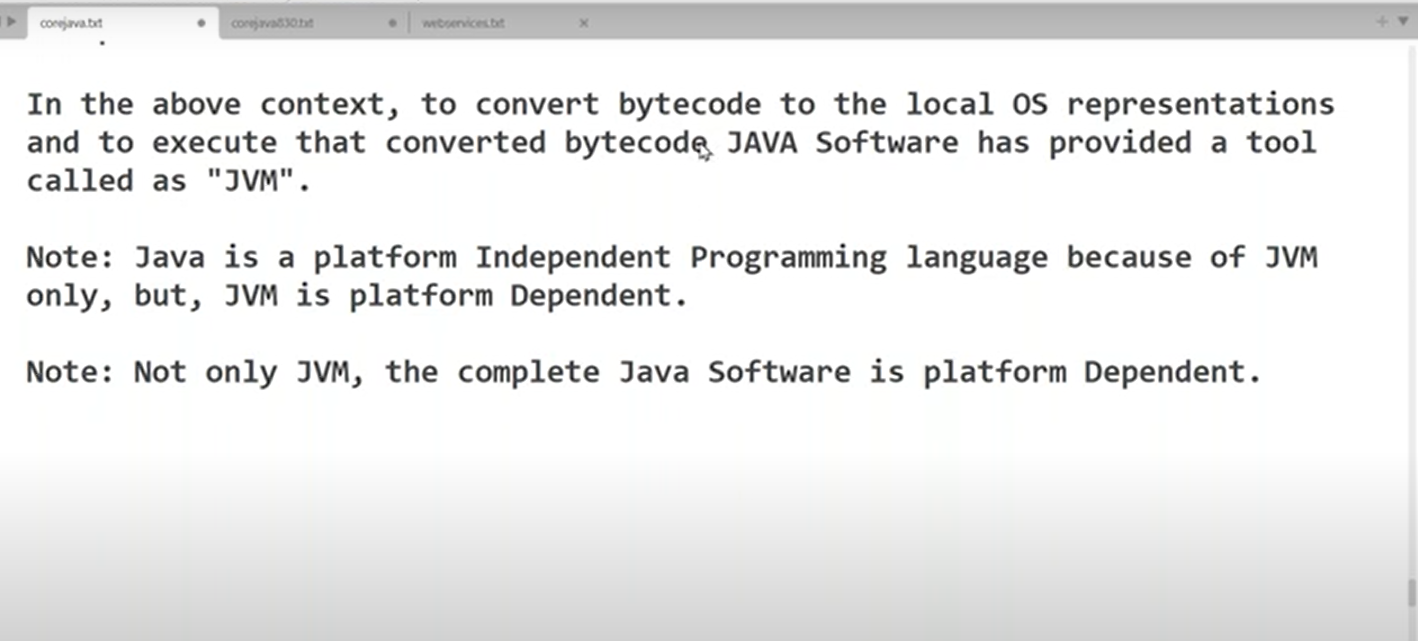 corejava.txt corejava830.txt webservices.txt
In the above context, to convert bytecode to the local OS representations
and to execute that converted bytecode JAVA Software has provided a tool
called as "JVM".
Note: Java is a platform Independent Programming language because of JVM
only, but, JVM is platform Dependent.
Note: Not only JVM, the complete Java Software is platform Dependent.